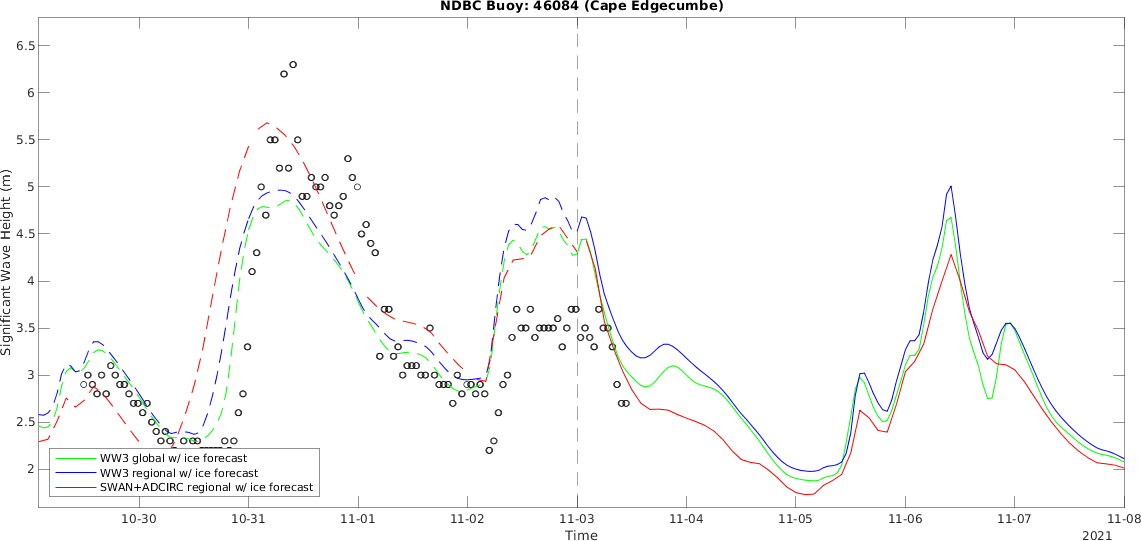 NDBC Buoy: 46084 (Cape Edgecumbe)
Significant Wave Height (m)
6.5
6
5.5
5
4.5
4
3.5
3
2.5
2
WW3 global w/ ice forecast
WW3 regional w/ ice forecast
SWAN+ADCIRC regional w/ ice forecast
10-30 10-31 11-01 11-02 11-03 11-04 11-05 11-06 11-07 11-08
Time 2021